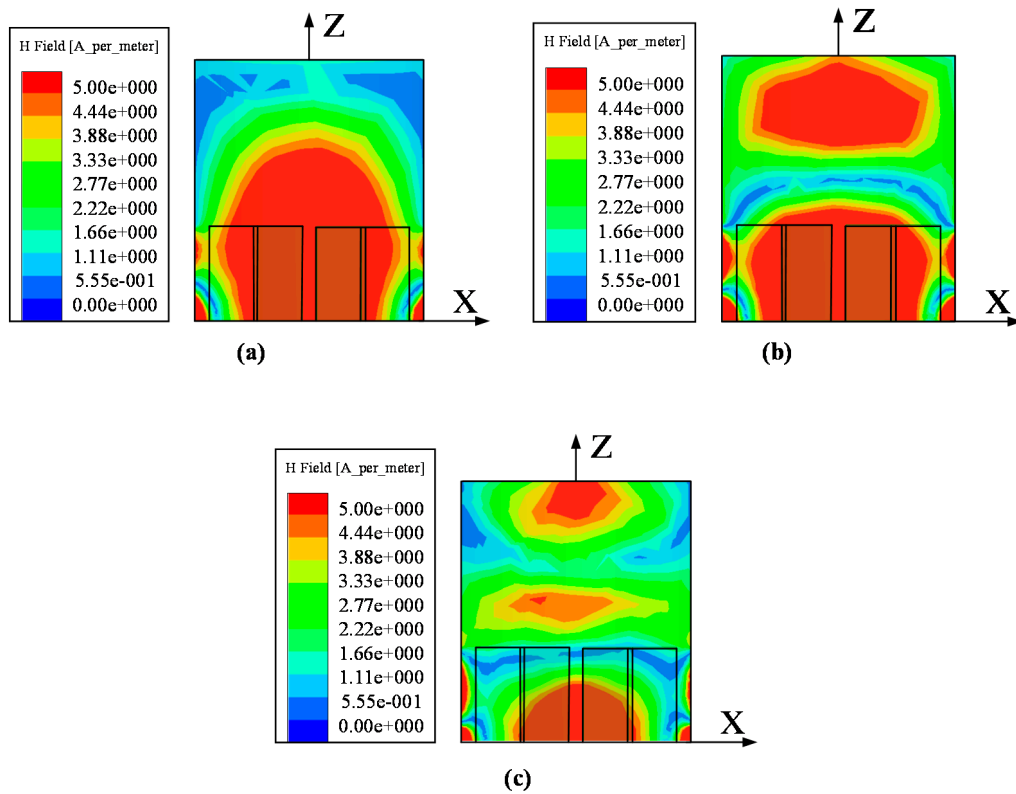 Z
H Field [A_per_meter]
5.00e+000
4.44e+000
3.88e+000
3.33e+000
2.77e+000
2.22e+000
1.66e+000
1.11e+000
5.55e-001
0.00e+000
X
(a)
Z
H Field [A_per_meter]
5.00e+000
4.44e+000
3.88e+000
3.33e+000
2.77e+000
2.22e+000
1.66e+000
1.11e+000
5.55e-001
0.00e+000
X
(b)
Z
H Field [A_per_meter]
5.00e+000
4.44e+000
3.88e+000
3.33e+000
2.77e+000
2.22e+000
1.66e+000
1.11e+000
5.55e-001
0.00e+000
X
(c)